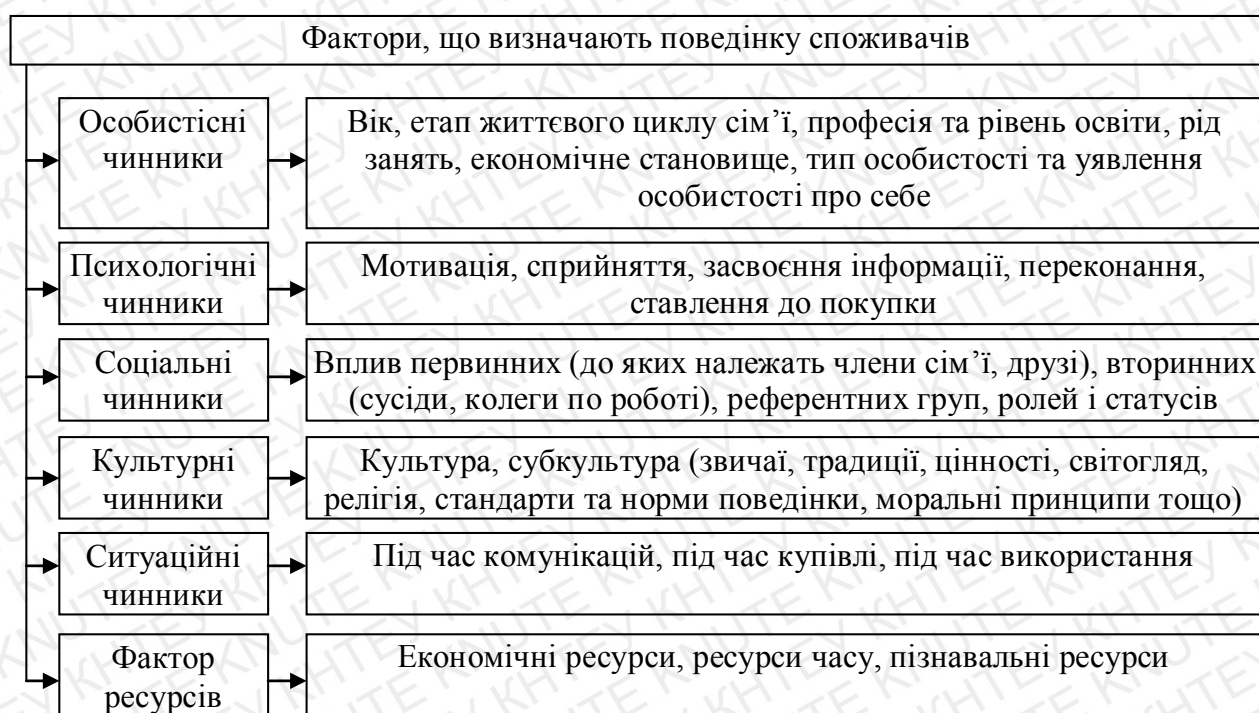 Фактори, що визначають поведінку споживачів
Особистісні
чинники
Вік, етап життєвого циклу сім’ї, професія та рівень освіти, рід
занять, економічне становище, тип особистості та уявлення
особистості про себе
Психологічні
чинники
Мотивація, сприйняття, засвоєння інформації, переконання,
ставлення до покупки
Соціальні
чинники
Вплив первинних (до яких належать члени сім’ї, друзі), вторинних
(сусіди, колеги по роботі), референтних груп, ролей і статусів
Культурні
чинники
Культура, субкультура (звичаї, традиції, цінності, світогляд,
релігія, стандарти та норми поведінки, моральні принципи тощо)
Ситуаційні
чинники
Під час комунікацій, під час купівлі, під час використання
Фактор
ресурсів
Економічні ресурси, ресурси часу, пізнавальні ресурси